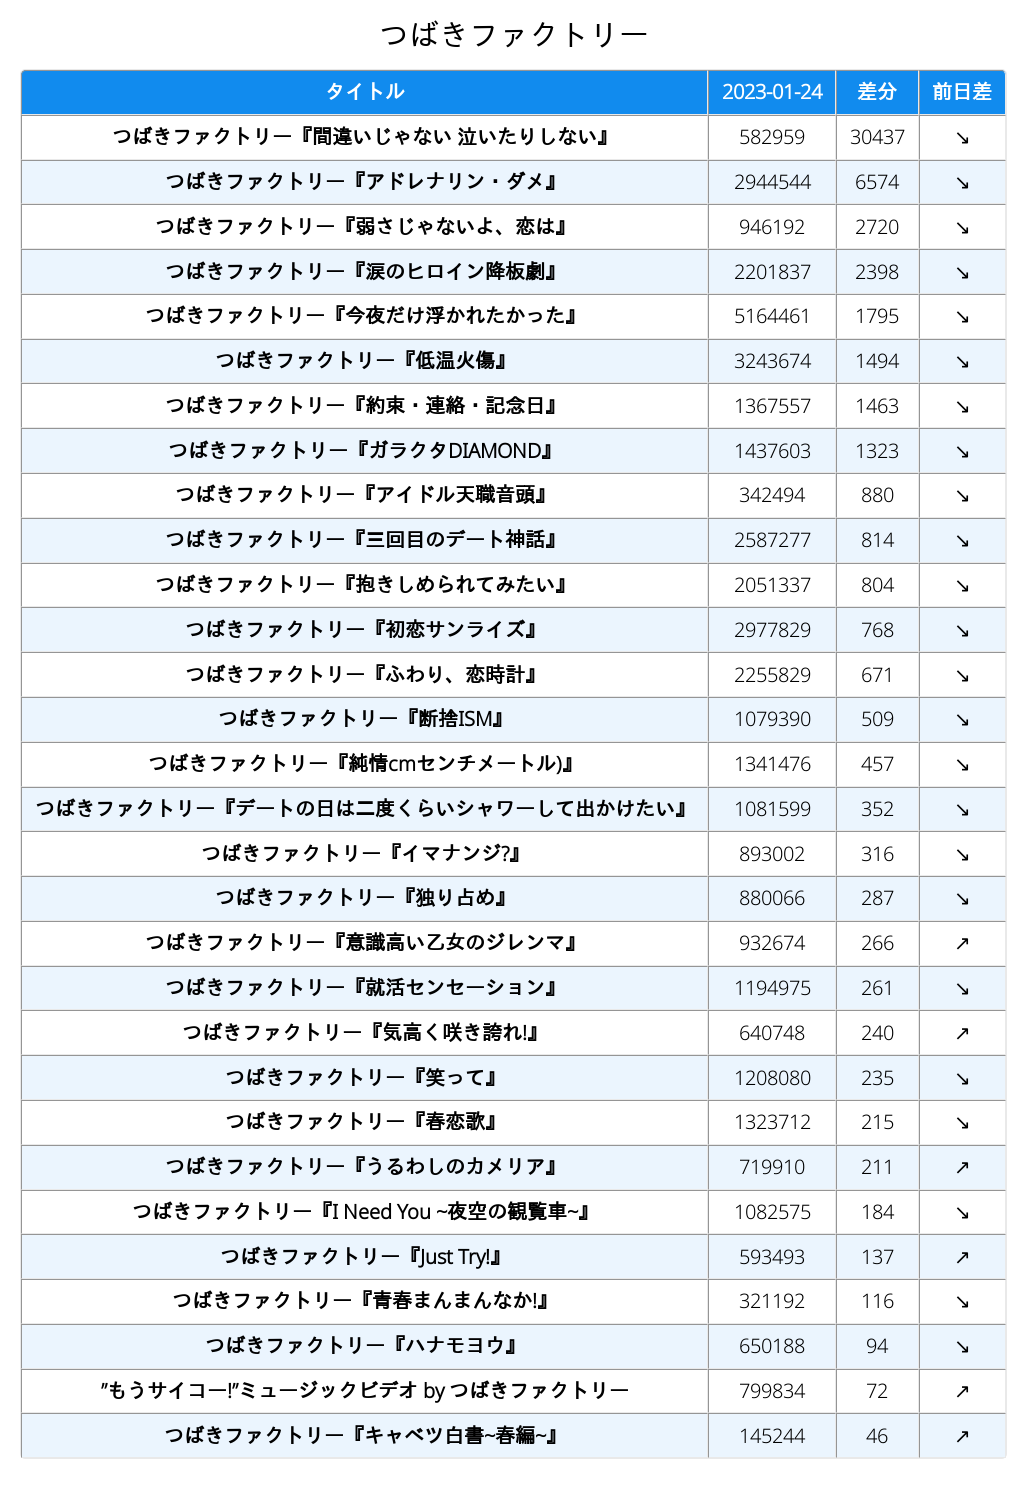 つばきファクトリー
タイトル 2023-01-24 差分 前日差
つばきファクトリー『間違いじゃない 泣いたりしない』 582959 30437 ↘
つばきファクトリー『アドレナリン・ダメ』 2944544 6574 ↘
つばきファクトリー『弱さじゃないよ、恋は』 946192 2720 ↘
つばきファクトリー『涙のヒロイン降板劇』 2201837 2398 ↘
つばきファクトリー『今夜だけ浮かれたかった』 5164461 1795 ↘
つばきファクトリー『低温火傷』 3243674 1494 ↘
つばきファクトリー『約束・連絡・記念日』 1367557 1463 ↘
つばきファクトリー『ガラクタDIAMOND』 1437603 1323 ↘
つばきファクトリー『アイドル天職音頭』 342494 880 ↘
つばきファクトリー『三回目のデート神話』 2587277 814 ↘
つばきファクトリー『抱きしめられてみたい』 2051337 804 ↘
つばきファクトリー『初恋サンライズ』 2977829 768 ↘
つばきファクトリー『ふわり、恋時計』 2255829 671 ↘
つばきファクトリー『断捨ISM』 1079390 509 ↘
つばきファクトリー『純情cmセンチメートル)』 1341476 457 ↘
つばきファクトリー『デートの日は二度くらいシャワーして出かけたい』 1081599 352 ↘
つばきファクトリー『イマナンジ?』 893002 316 ↘
つばきファクトリー『独り占め』 880066 287 ↘
つばきファクトリー『意識高い乙女のジレンマ』 932674 266 ↗
つばきファクトリー『就活センセーション』 1194975 261 ↘
つばきファクトリー『気高く咲き誇れ!』 640748 240 ↗
つばきファクトリー『笑って』 1208080 235 ↘
つばきファクトリー『春恋歌』 1323712 215 ↘
つばきファクトリー『うるわしのカメリア』 719910 211 ↗
つばきファクトリー『I Need You ~夜空の観覧車~』 1082575 184 ↘
つばきファクトリー『Just Try!』 593493 137 ↗
つばきファクトリー『青春まんまんなか!』 321192 116 ↘
つばきファクトリー『ハナモヨウ』 650188 94 ↘
”もうサイコー!”ミュージックビデオ by つばきファクトリー 799834 72 ↗
つばきファクトリー『キャベツ白書~春編~』 145244 46 ↗